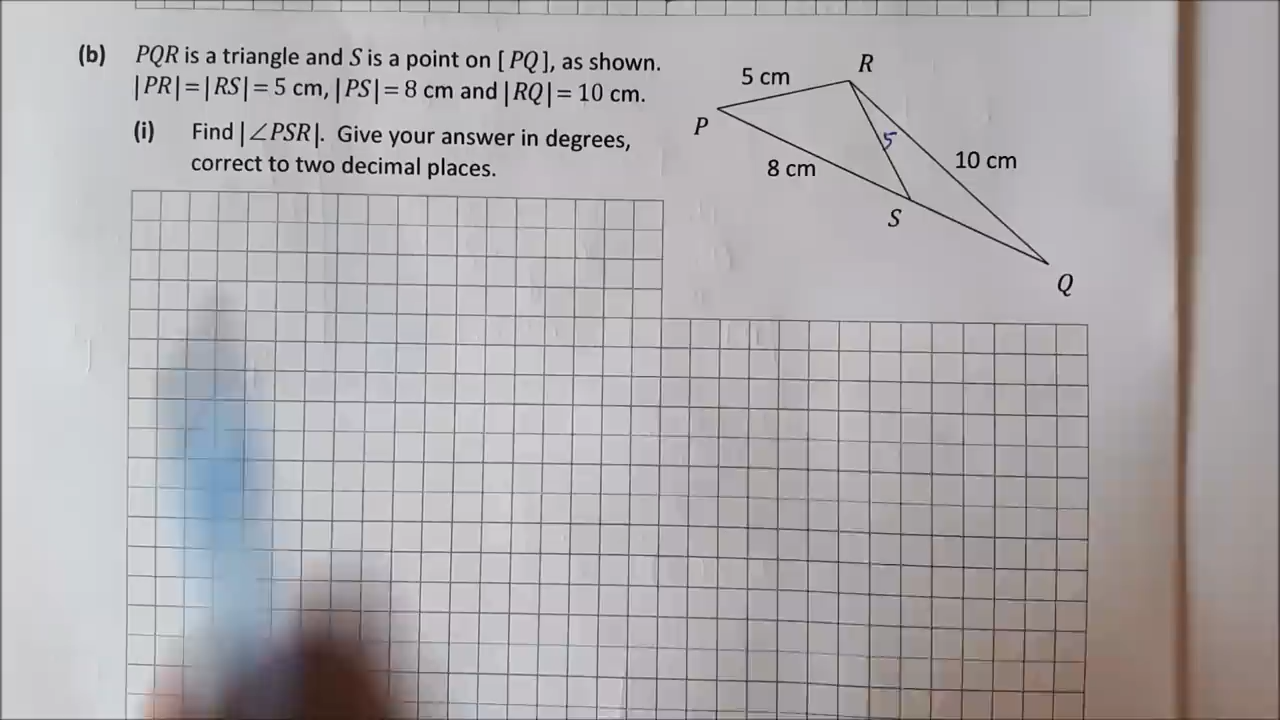 (b) PQR is a triangle and S is a point on [PQ], as shown.
|PR|=|RS|= 5 cm, |PS|= 8 cm and |RQ|= 10 cm.
(i) Find |∠PSR|. Give your answer in degrees,
correct to two decimal places.
R
5 cm
P
5
10 cm
8 cm
S
Q